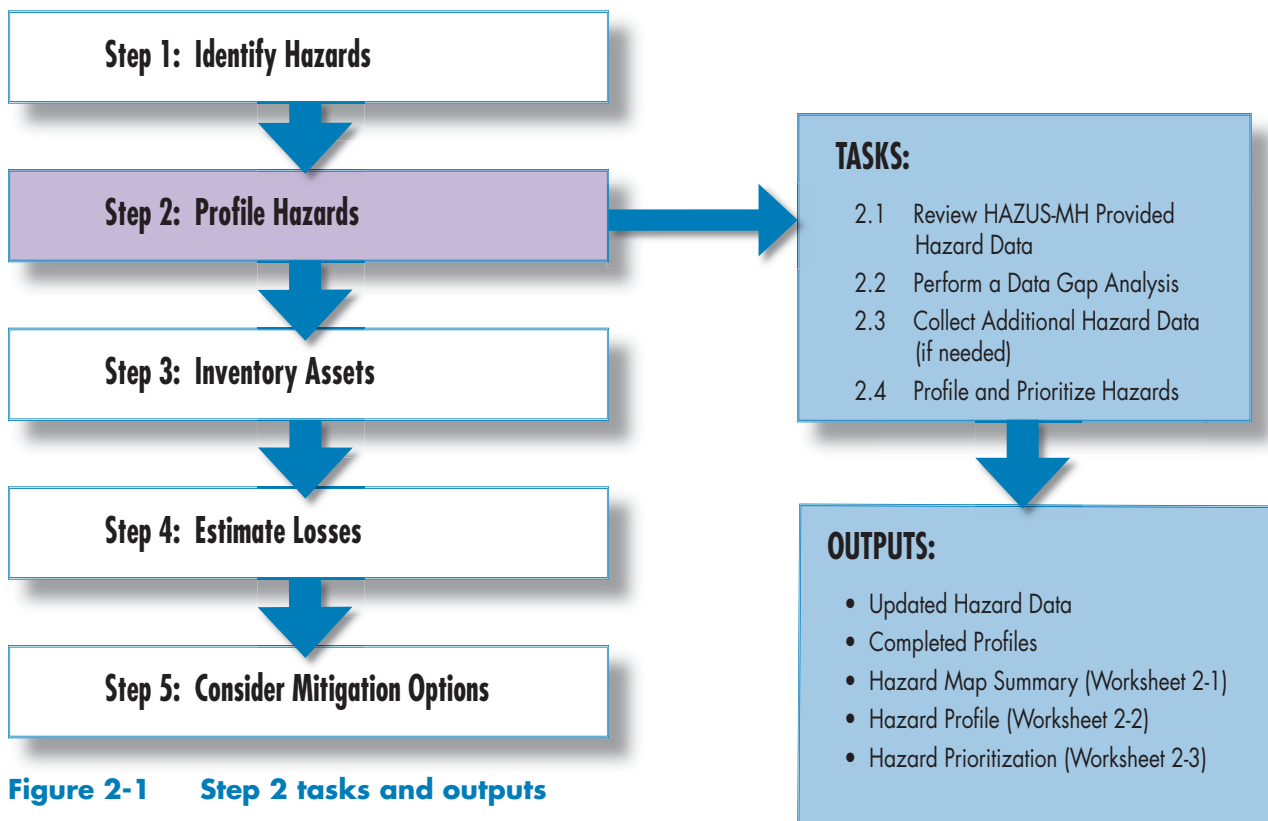 Step 1: Identify Hazards
Step 2: Profile Hazards
Step 3: Inventory Assets
Step 4: Estimate Losses
Step 5: Consider Mitigation Options
TASKS:
2.1 Review HAZUS-MH Provided
Hazard Data
2.2 Perform a Data Gap Analysis
2.3 Collect Additional Hazard Data
(if needed)
2.4 Profile and Prioritize Hazards
OUTPUTS:
• Updated Hazard Data
• Completed Profiles
• Hazard Map Summary (Worksheet 2-1)
• Hazard Profile (Worksheet 2-2)
• Hazard Prioritization (Worksheet 2-3)
Figure 2-1 Step 2 tasks and outputs